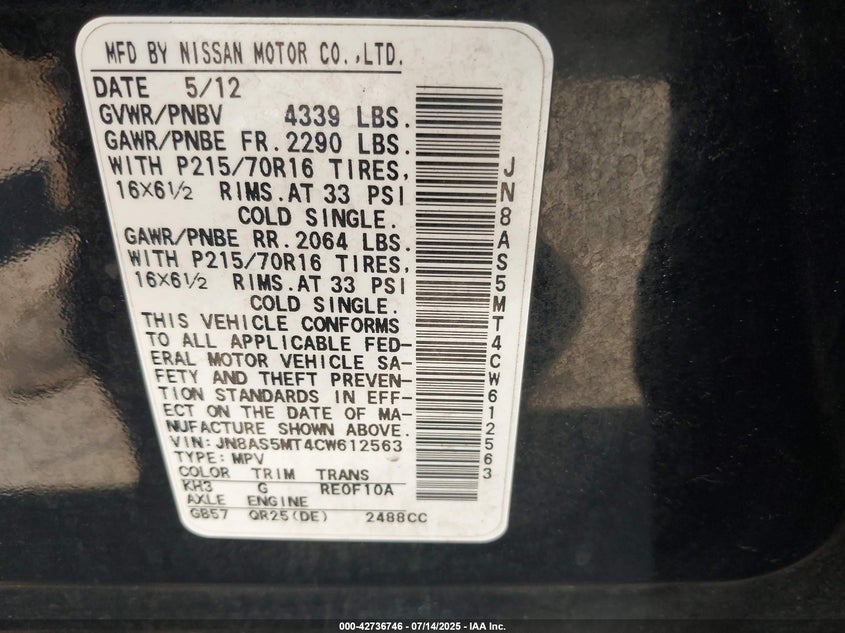 MFD BY NISSAN MOTOR CO.,LTD.
DATE 5/12
GVWR/PNBV 4339 LBS.
GAWR/PNBE FR.2290 LBS.
WITH P215/70R16 TIRES,
16X6½ RIMS.AT 33 PSI
COLD SINGLE.
GAWR/PNBE RR.2064 LBS.
WITH P215/70R16 TIRES,
16X6½ RIMS.AT 33 PSI
COLD SINGLE.
THIS VEHICLE CONFORMS
TO ALL APPLICABLE FED-
ERAL MOTOR VEHICLE SA-
FETY AND THEFT PREVEN-
TION STANDARDS IN EFF-
ECT ON THE DATE OF MA-
NUFACTURE SHOWN ABOVE.
VIN: JN8AS5MT4CW612563
TYPE: MPV
COLOR TRIM TRANS
KH3 G RE0F10A
AXLE ENGINE
GB57 QR25(DE) 2488CC
JN8AS5MT4CW612563
000-42736746 - 07/14/2025 - IAA Inc.